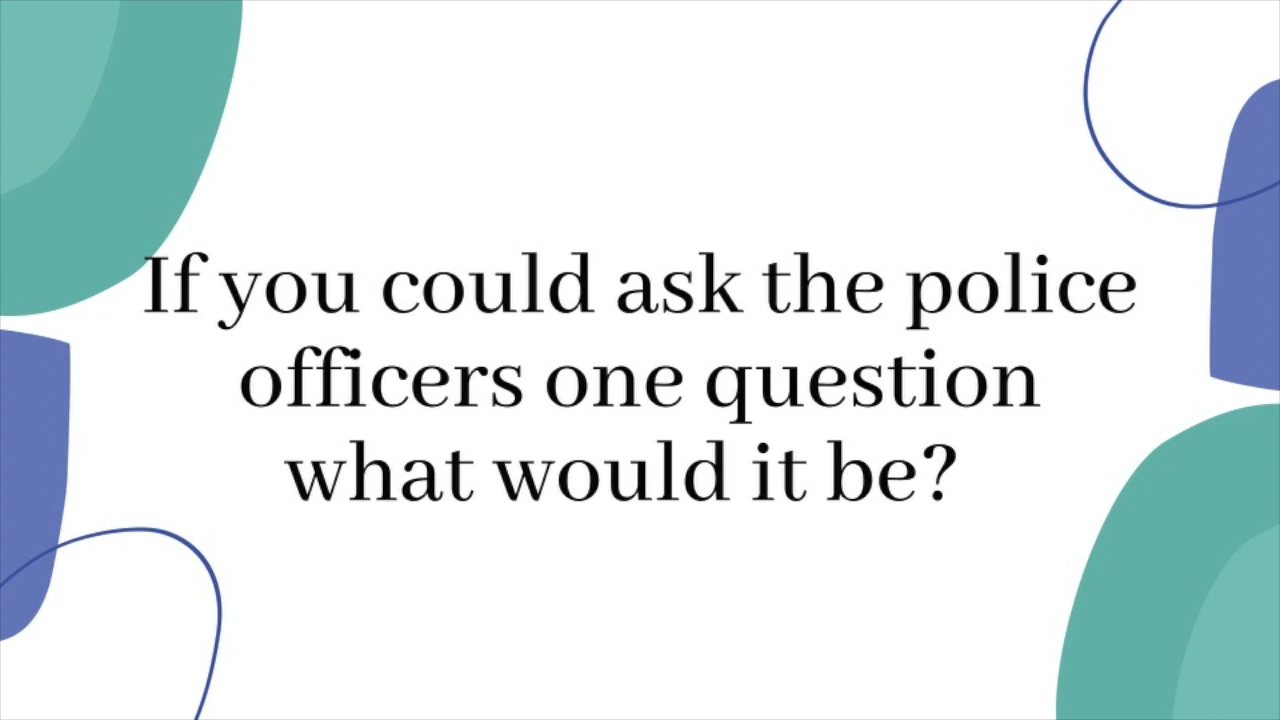 If you could ask the police
officers one question
what would it be?